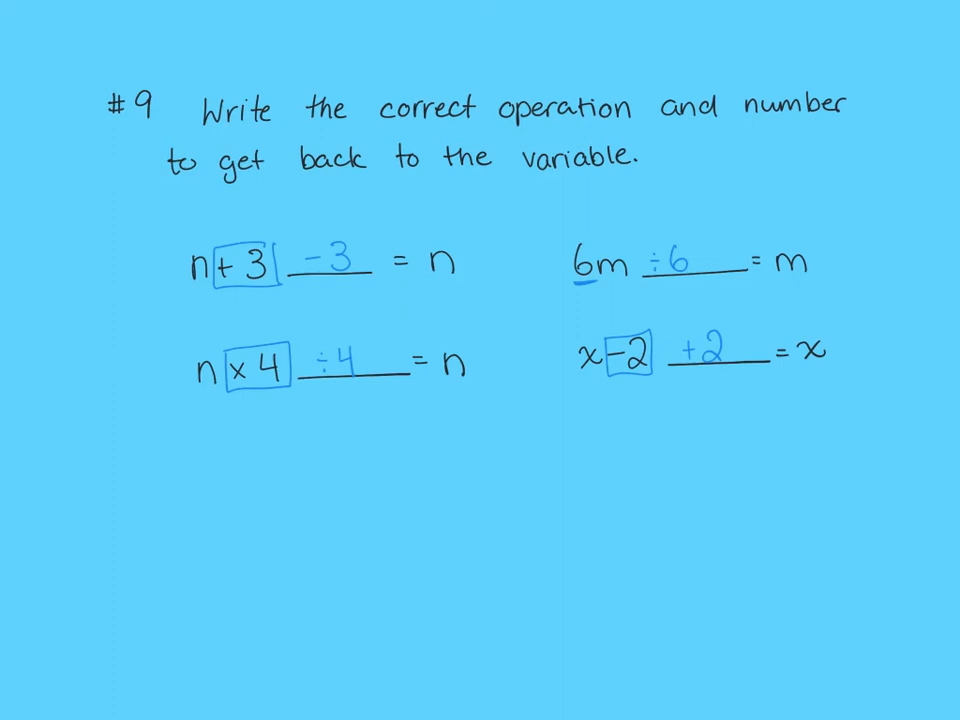 #9 Write the correct operation and number
to get back to the variable.
n + 3 - 3 = n
6m ÷6 = m
n × 4 ÷4 = n
x - 2 +2 = x